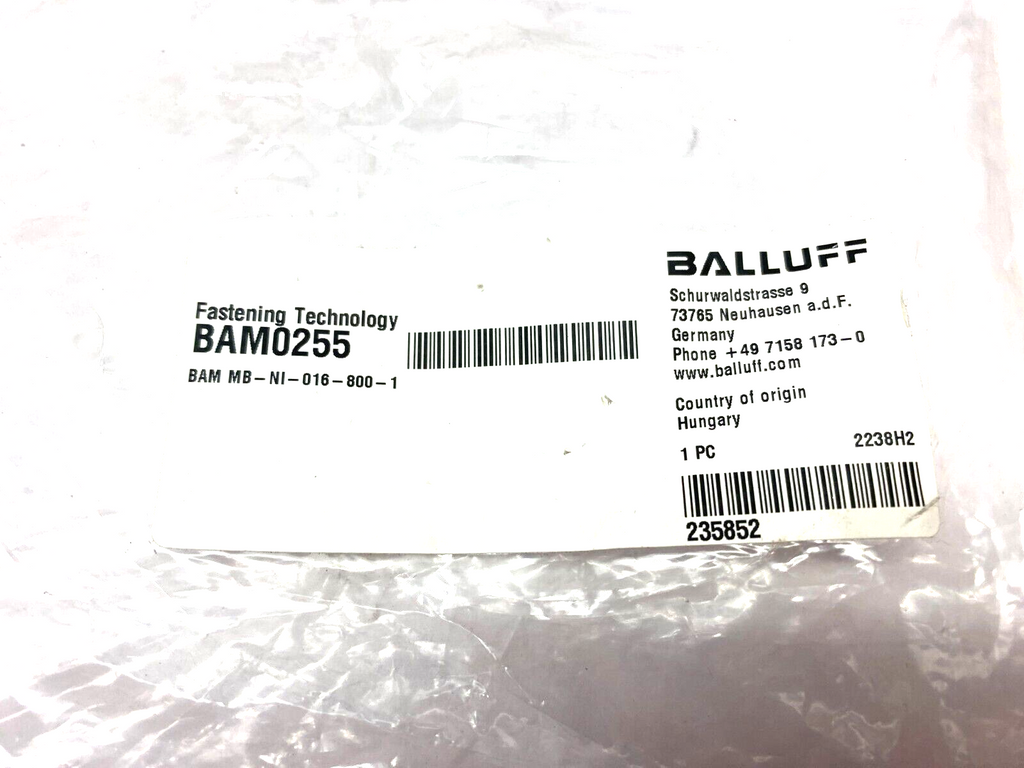 Fastening Technology
BAM0255
BAM MB-NI-016-800-1
BALLUFF
Schurwaldstrasse 9
73765 Neuhausen a.d.F.
Germany
Phone +49 7158 173-0
www.balluff.com
Country of origin
Hungary
1 PC 2238H2
235852